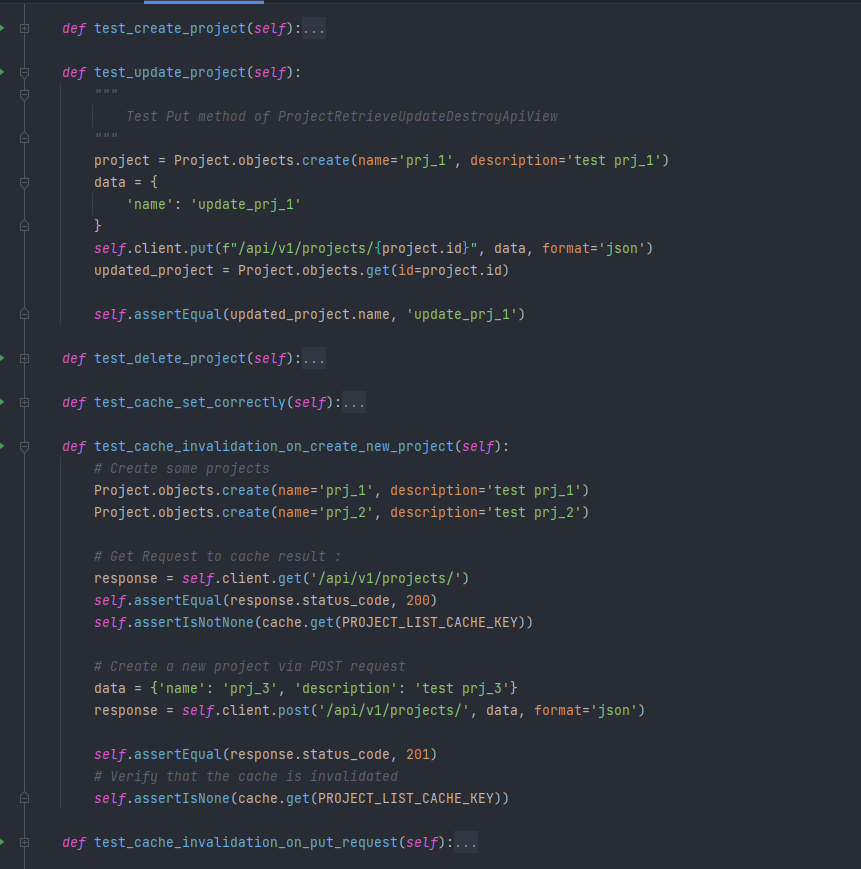 def test_create_project(self):...
def test_update_project(self):
"""
Test Put method of ProjectRetrieveUpdateDestroyApiView
"""
project = Project.objects.create(name='prj_1', description='test prj_1')
data = {
'name': 'update_prj_1'
}
self.client.put(f"/api/v1/projects/{project.id}", data, format='json')
updated_project = Project.objects.get(id=project.id)
self.assertEqual(updated_project.name, 'update_prj_1')
def test_delete_project(self):...
def test_cache_set_correctly(self):...
def test_cache_invalidation_on_create_new_project(self):
# Create some projects
Project.objects.create(name='prj_1', description='test prj_1')
Project.objects.create(name='prj_2', description='test prj_2')
# Get Request to cache result :
response = self.client.get('/api/v1/projects/')
self.assertEqual(response.status_code, 200)
self.assertIsNotNone(cache.get(PROJECT_LIST_CACHE_KEY))
# Create a new project via POST request
data = {'name': 'prj_3', 'description': 'test prj_3'}
response = self.client.post('/api/v1/projects/', data, format='json')
self.assertEqual(response.status_code, 201)
# Verify that the cache is invalidated
self.assertIsNone(cache.get(PROJECT_LIST_CACHE_KEY))
def test_cache_invalidation_on_put_request(self):...